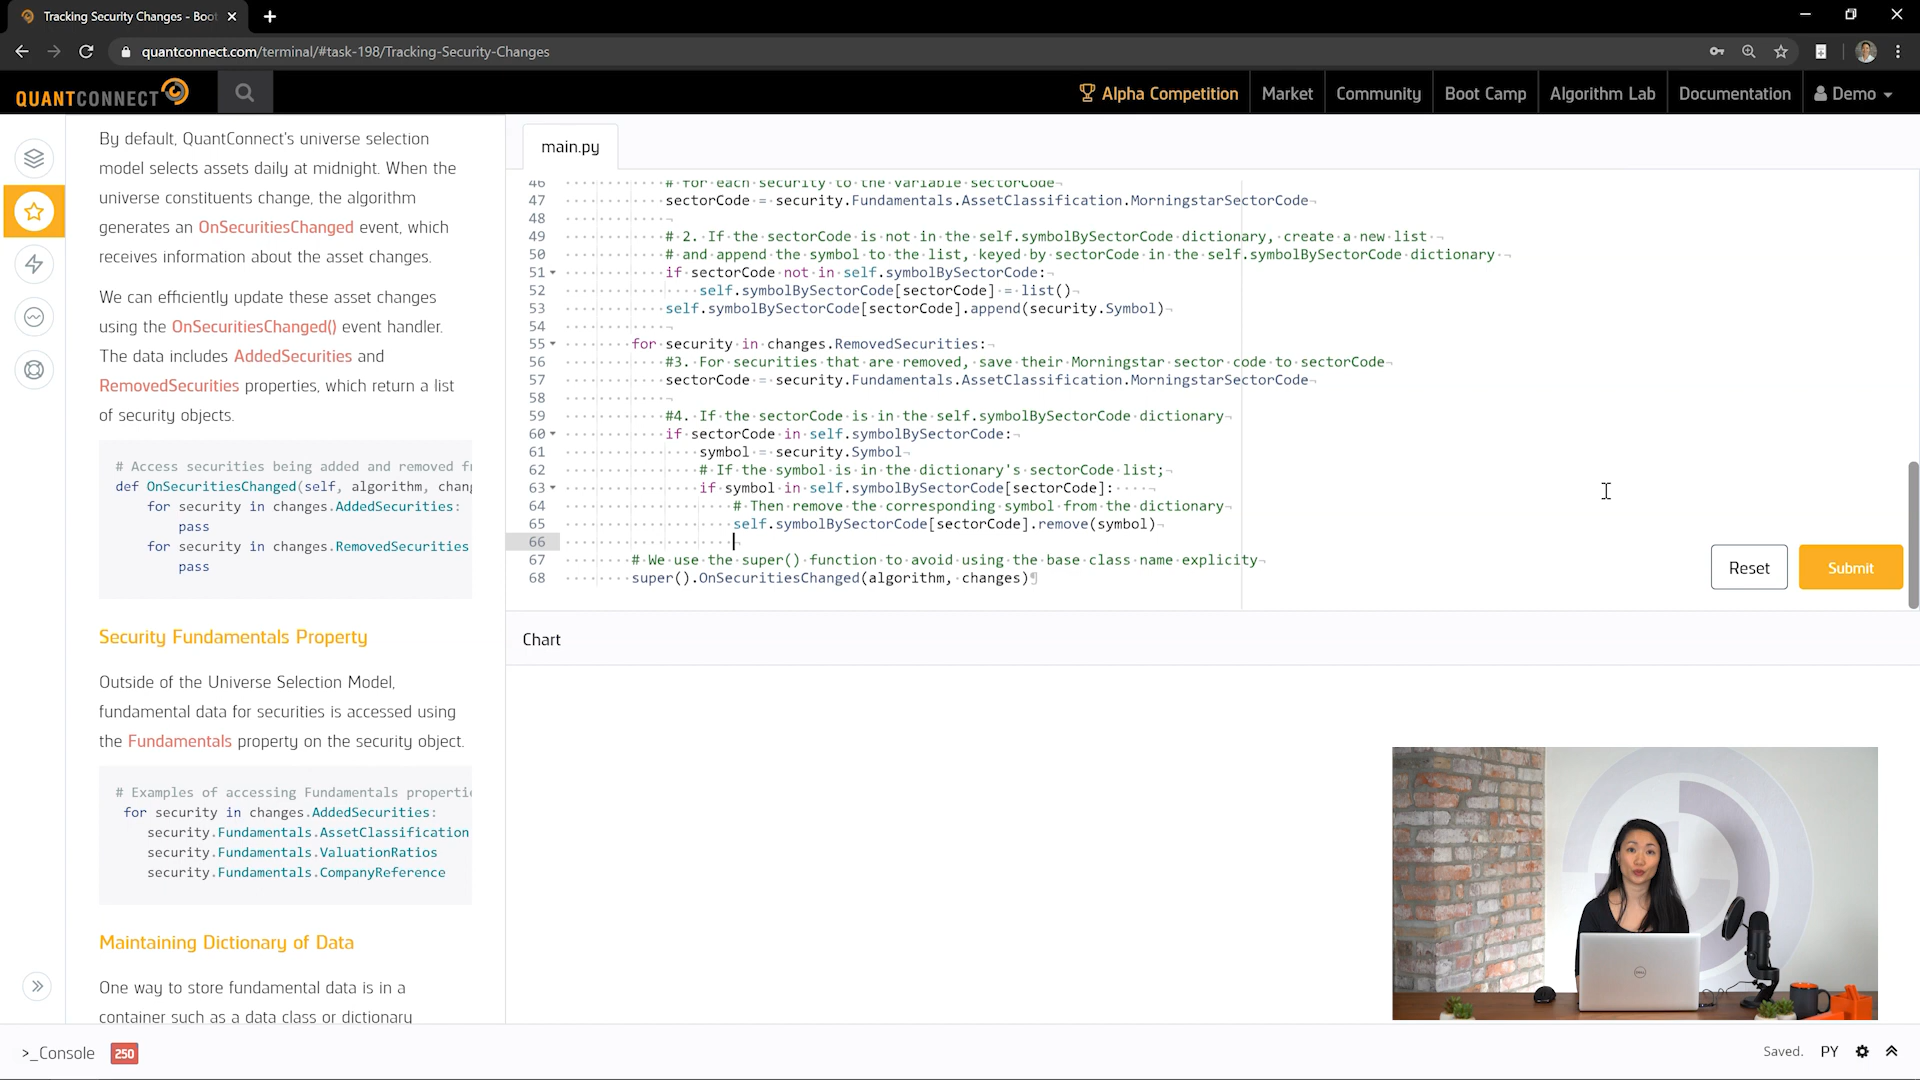 Tracking Security Changes - Boot
quantconnect.com/terminal/#task-198/Tracking-Security-Changes
QUANTCONNECT
Alpha Competition
Market
Community
Boot Camp
Algorithm Lab
Documentation
Demo
By default, QuantConnect's universe selection
model selects assets daily at midnight. When the
universe constituents change, the algorithm
generates an OnSecuritiesChanged event, which
receives information about the asset changes.
We can efficiently update these asset changes
using the OnSecuritiesChanged() event handler.
The data includes AddedSecurities and
RemovedSecurities properties, which return a list
of security objects.
# Access securities being added and removed f
def OnSecuritiesChanged(self, algorithm, chang
for security in changes.AddedSecurities:
pass
for security in changes.RemovedSecurities
pass
Security Fundamentals Property
Outside of the Universe Selection Model,
fundamental data for securities is accessed using
the Fundamentals property on the security object.
# Examples of accessing Fundamentals properti
for security in changes.AddedSecurities:
security.Fundamentals.AssetClassification
security.Fundamentals.ValuationRatios
security.Fundamentals.CompanyReference
Maintaining Dictionary of Data
One way to store fundamental data is in a
container such as a data class or dictionary
main.py
46 # for each security to the variable sectorCode
47 sectorCode = security.Fundamentals.AssetClassification.MorningstarSectorCode
48
49 # 2. If the sectorCode is not in the self.symbolBySectorCode dictionary, create a new list
50 # and append the symbol to the list, keyed by sectorCode in the self.symbolBySectorCode dictionary
51 if sectorCode not in self.symbolBySectorCode:
52 self.symbolBySectorCode[sectorCode] = list()
53 self.symbolBySectorCode[sectorCode].append(security.Symbol)
54
55 for security in changes.RemovedSecurities:
56 #3. For securities that are removed, save their Morningstar sector code to sectorCode
57 sectorCode = security.Fundamentals.AssetClassification.MorningstarSectorCode
58
59 #4. If the sectorCode is in the self.symbolBySectorCode dictionary
60 if sectorCode in self.symbolBySectorCode:
61 symbol = security.Symbol
62 # If the symbol is in the dictionary's sectorCode list;
63 if symbol in self.symbolBySectorCode[sectorCode]:
64 # Then remove the corresponding symbol from the dictionary
65 self.symbolBySectorCode[sectorCode].remove(symbol)
66
67 # We use the super() function to avoid using the base class name explicity
68 super().OnSecuritiesChanged(algorithm, changes)
Reset
Submit
Chart
>_Console 250
Saved. PY